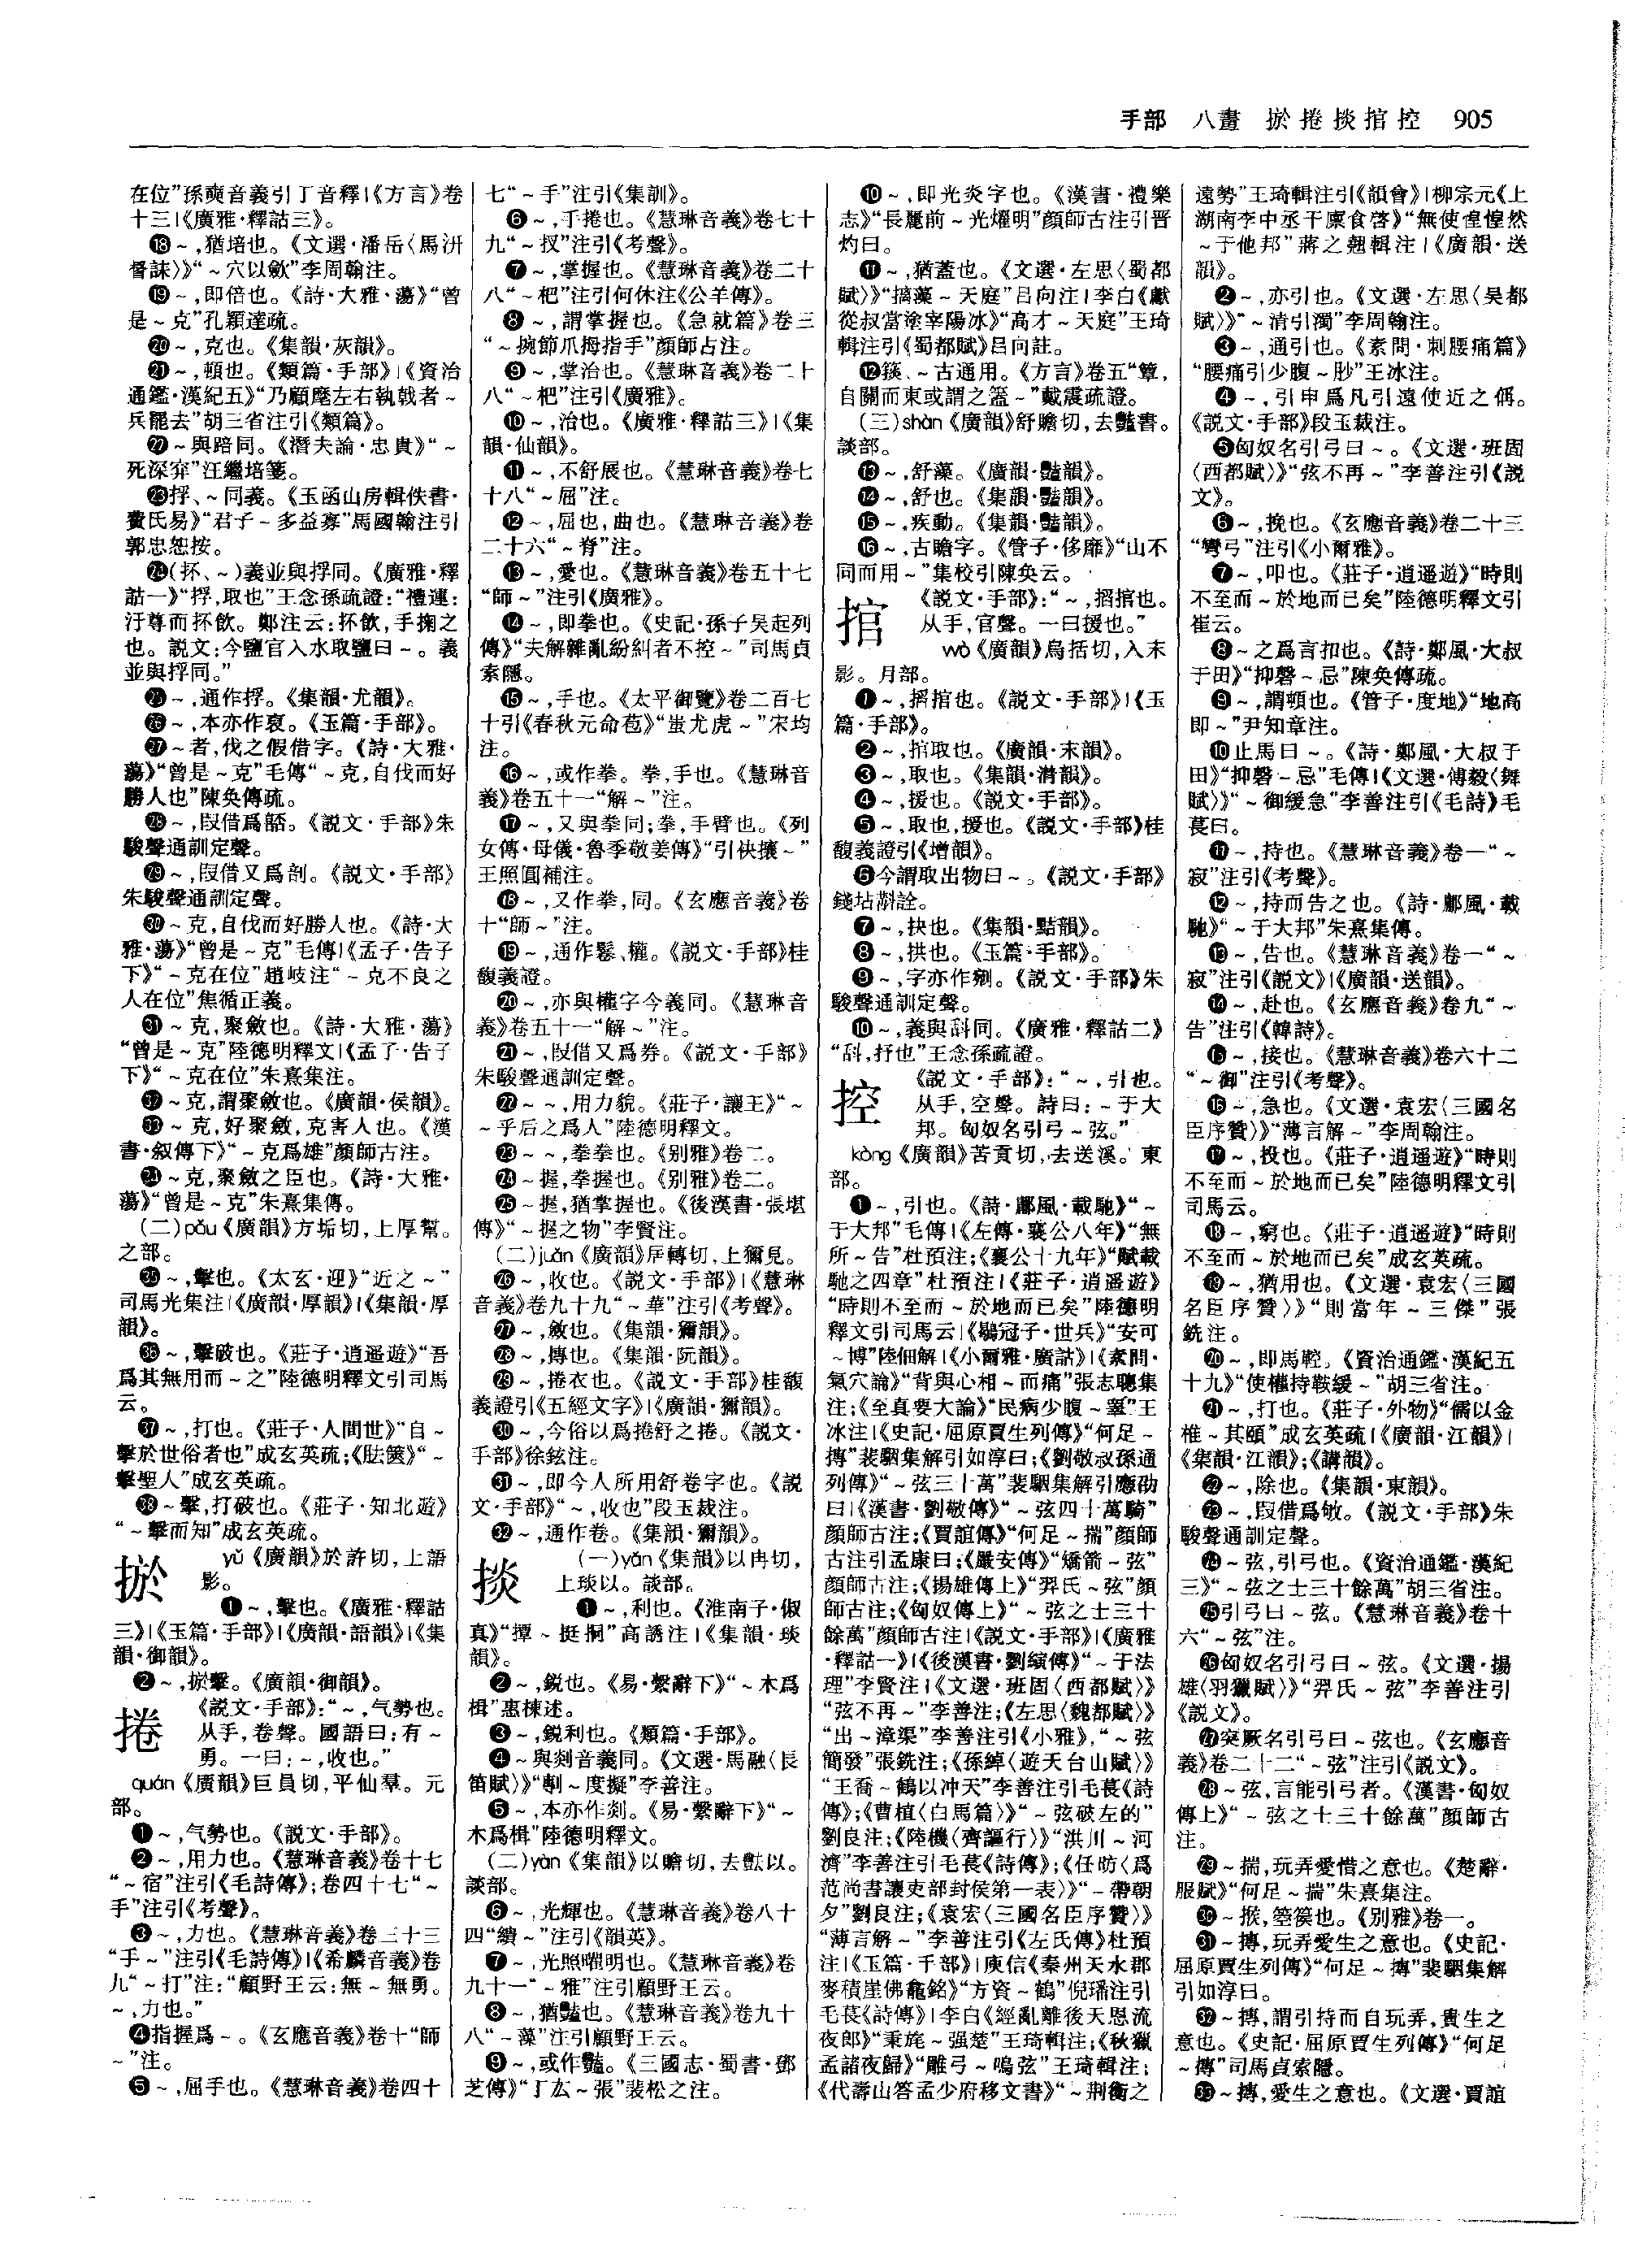 手部 八畫 捳捲掞捾控 905
在位”孫奭音義引丁音釋|《方言》卷
十三|《廣雅·釋詁三》。
⓲～,猶培也。《文選·潘岳〈馬汧
督誄〉》“～穴以斂”李周翰注。
⓳～,即倍也。《詩·大雅·蕩》“曾
是～克”孔穎達疏。
⓴～,克也。《集韻·灰韻》。
㉑～,頓也。《類篇·手部》|《資治
通鑑·漢紀五》“乃顧麾左右執戟者～
兵罷去”胡三省注引《類篇》。
㉒～與踣同。《潛夫論·忠貴》“～
死深穽”汪繼培箋。
㉓捊、～同義。《玉函山房輯佚書·
費氏易》“君子～多益寡”馬國翰注引
郭忠恕按。
㉔(抔、～)義並與捊同。《廣雅·釋
詁一》“捊,取也”王念孫疏證:“禮運:
汙尊而抔飲。鄭注云:抔飲,手掬之
也。説文:今鹽官入水取鹽曰～。義
並與捊同。”
㉕～,通作捊。《集韻·尤韻》。
㉖～,本亦作裒。《玉篇·手部》。
㉗～者,伐之假借字。《詩·大雅·
蕩》“曾是～克”毛傳“～克,自伐而好
勝人也”陳奂傳疏。
㉘～,叚借爲䛐。《説文·手部》朱
駿聲通訓定聲。
㉙～,叚借又爲剖。《説文·手部》
朱駿聲通訓定聲。
㉚～克,自伐而好勝人也。《詩·大
雅·蕩》“曾是～克”毛傳|《孟子·告子
下》“～克在位”趙岐注“～克不良之
人在位”焦循正義。
㉛～克,聚斂也。《詩·大雅·蕩》
“曾是～克”陸德明釋文|《孟子·告子
下》“～克在位”朱熹集注。
㉜～克,謂聚斂也。《廣韻·侯韻》。
㉝～克,好聚斂,克害人也。《漢
書·叙傳下》“～克爲雄”顏師古注。
㉞～克,聚斂之臣也。《詩·大雅·
蕩》“曾是～克”朱熹集傳。
(二)pǒu《廣韻》方垢切,上厚幫。
之部。
㉟～,擊也。《太玄·迎》“近之～”
司馬光集注|《廣韻·厚韻》|《集韻·厚
韻》。
㊱～,擊破也。《莊子·逍遥遊》“吾
爲其無用而～之”陸德明釋文引司馬
云。
㊲～,打也。《莊子·人間世》“自～
擊於世俗者也”成玄英疏;《胠篋》“～
擊聖人”成玄英疏。
㊳～擊,打破也。《莊子·知北遊》
“～擊而知”成玄英疏。
捳 yǔ《廣韻》於許切,上語
影。
❶～,擊也。《廣雅·釋詁
三》|《玉篇·手部》|《廣韻·語韻》|《集
韻·御韻》。
❷～,捳擊。《廣韻·御韻》。
捲 《説文·手部》:“～,气勢也。
从手,卷聲。國語曰:有～
勇。一曰:～,收也。”
quán《廣韻》巨員切,平仙羣。元
部。
❶～,气勢也。《説文·手部》。
❷～,用力也。《慧琳音義》卷十七
“～宿”注引《毛詩傳》;卷四十七“～
手”注引《考聲》。
❸～,力也。《慧琳音義》卷三十三
“手～”注引《毛詩傳》|《希麟音義》卷
九“～打”注:“顧野王云:無～無勇。
～,力也。”
❹指握爲～。《玄應音義》卷十“師
～”注。
❺～,屈手也。《慧琳音義》卷四十
七“～手”注引《集訓》。
❻～,手捲也。《慧琳音義》卷七十
九“～扠”注引《考聲》。
❼～,掌握也。《慧琳音義》卷二十
八“～杷”注引何休注《公羊傳》。
❽～,謂掌握也。《急就篇》卷三
“～捥節爪拇指手”顏師古注。
❾～,掌治也。《慧琳音義》卷二十
八“～杷”注引《廣雅》。
❿～,治也。《廣雅·釋詁三》|《集
韻·仙韻》。
⓫～,不舒展也。《慧琳音義》卷七
十八“～屈”注。
⓬～,屈也,曲也。《慧琳音義》卷
二十六“～脊”注。
⓭～,愛也。《慧琳音義》卷五十七
“師～”注引《廣雅》。
⓮～,即拳也。《史記·孫子吴起列
傳》“夫解雜亂紛糾者不控～”司馬貞
索隱。
⓯～,手也。《太平御覽》卷二百七
十引《春秋元命苞》“蚩尤虎～”宋均
注。
⓰～,或作拳。拳,手也。《慧琳音
義》卷五十一“解～”注。
⓱～,又與拳同;拳,手臂也。《列
女傳·母儀·魯季敬姜傳》“引袂攘～”
王照圓補注。
⓲～,又作拳,同。《玄應音義》卷
十“師～”注。
⓳～,通作鬈、權。《説文·手部》桂
馥義證。
⓴～,亦與權字今義同。《慧琳音
義》卷五十一“解～”注。
㉑～,叚借又爲券。《説文·手部》
朱駿聲通訓定聲。
㉒～～,用力貌。《莊子·讓王》“～
～乎后之爲人”陸德明釋文。
㉓～～,拳拳也。《别雅》卷二。
㉔～握,拳握也。《别雅》卷二。
㉕～握,猶掌握也。《後漢書·張堪
傳》“～握之物”李賢注。
(二)juǎn《廣韻》居轉切,上獮見。
㉖～,收也。《説文·手部》|《慧琳
音義》卷九十九“～華”注引《考聲》。
㉗～,斂也。《集韻·獮韻》。
㉘～,摶也。《集韻·阮韻》。
㉙～,捲衣也。《説文·手部》桂馥
義證引《五經文字》|《廣韻·獮韻》。
㉚～,今俗以爲捲舒之捲。《説文·
手部》徐鉉注。
㉛～,即今人所用舒卷字也。《説
文·手部》“～,收也”段玉裁注。
㉜～,通作卷。《集韻·獮韻》。
掞 (一)yǎn《集韻》以冉切,
上琰以。談部。
❶～,利也。《淮南子·俶
真》“撢～挺挏”高誘注|《集韻·琰
韻》。
❷～,鋭也。《易·繫辭下》“～木爲
楫”惠棟述。
❸～,鋭利也。《類篇·手部》。
❹～與剡音義同。《文選·馬融〈長
笛賦〉》“剸～度擬”李善注。
❺～,本亦作剡。《易·繫辭下》“～
木爲楫”陸德明釋文。
(二)yàn《集韻》以贍切,去豔以。
談部。
❻～,光輝也。《慧琳音義》卷八十
四“績～”注引《韻英》。
❼～,光照曜明也。《慧琳音義》卷
九十一“～雅”注引顧野王云。
❽～,猶豔也。《慧琳音義》卷九十
八“～藻”注引顧野王云。
❾～,或作豔。《三國志·蜀書·鄧
芝傳》“丁厷～張”裴松之注。
❿～,即光炎字也。《漢書·禮樂
志》“長麗前～光燿明”顏師古注引晉
灼曰。
⓫～,猶蓋也。《文選·左思〈蜀都
賦〉》“摛藻～天庭”吕向注|李白《獻
從叔當塗宰陽冰》“高才～天庭”王琦
輯注引《蜀都賦》吕向註。
⓬篋、～古通用。《方言》卷五“簟,
自關而東或謂之䈼～”戴震疏證。
(三)shàn《廣韻》舒贍切,去豔書。
談部。
⓭～,舒藻。《廣韻·豔韻》。
⓮～,舒也。《集韻·豔韻》。
⓯～,疾動。《集韻·豔韻》。
⓰～,古贍字。《管子·侈靡》“山不
同而用～”集校引陳奂云。
捾 《説文·手部》:“～,搯捾也。
从手,官聲。一曰援也。”
wò《廣韻》烏括切,入末
影。月部。
❶～,搯捾也。《説文·手部》|《玉
篇·手部》。
❷～,捾取也。《廣韻·末韻》。
❸～,取也。《集韻·潸韻》。
❹～,援也。《説文·手部》。
❺～,取也,援也。《説文·手部》桂
馥義證引《增韻》。
❻今謂取出物曰～。《説文·手部》
錢坫斠詮。
❼～,抉也。《集韻·黠韻》。
❽～,拱也。《玉篇·手部》。
❾～,字亦作剜。《説文·手部》朱
駿聲通訓定聲。
❿～,義與㪺同。《廣雅·釋詁二》
“㪺,抒也”王念孫疏證。
控 《説文·手部》:“～,引也。
从手,空聲。詩曰:～于大
邦。匈奴名引弓～弦。”
kòng《廣韻》苦貢切,去送溪。東
部。
❶～,引也。《詩·鄘風·載馳》“～
于大邦”毛傳|《左傳·襄公八年》“無
所～告”杜預注;《襄公十九年》“賦載
馳之四章”杜預注|《莊子·逍遥遊》
“時則不至而～於地而已矣”陸德明
釋文引司馬云|《鶡冠子·世兵》“安可
～搏”陸佃解|《小爾雅·廣詁》|《素問·
氣穴論》“背與心相～而痛”張志聰集
注;《至真要大論》“民病少腹～睾”王
冰注|《史記·屈原賈生列傳》“何足～
摶”裴駰集解引如淳曰;《劉敬叔孫通
列傳》“～弦三十萬”裴駰集解引應劭
曰|《漢書·劉敬傳》“～弦四十萬騎”
顏師古注;《賈誼傳》“何足～揣”顏師
古注引孟康曰;《嚴安傳》“矯箭～弦”
顏師古注;《揚雄傳上》“羿氏～弦”顏
師古注;《匈奴傳上》“～弦之士三十
餘萬”顏師古注|《説文·手部》|《廣雅
·釋詁一》|《後漢書·劉縯傳》“～于法
理”李賢注|《文選·班固〈西都賦〉》
“弦不再～”李善注;《左思〈魏都賦〉》
“出～漳渠”李善注引《小雅》,“～弦
簡發”張銑注;《孫綽〈遊天台山賦〉》
“王喬～鶴以冲天”李善注引毛萇《詩
傳》;《曹植〈白馬篇〉》“～弦破左的”
劉良注;《陸機〈齊謳行〉》“洪川～河
濟”李善注引毛萇《詩傳》;《任昉〈爲
范尚書讓吏部封侯第一表〉》“～帶朝
夕”劉良注;《袁宏〈三國名臣序贊〉》
“薄言解～”李善注引《左氏傳》杜預
注|《玉篇·手部》|庾信《秦州天水郡
麥積崖佛龕銘》“方資～鶴”倪璠注引
毛萇《詩傳》|李白《經亂離後天恩流
夜郎》“秉旄～强楚”王琦輯注;《秋獵
孟諸夜歸》“雕弓～鳴弦”王琦輯注;
《代壽山答孟少府移文書》“～荆衡之
遠勢”王琦輯注引《韻會》|柳宗元《上
湖南李中丞干廩食啓》“無使偟偟然
～于他邦”蔣之翹輯注|《廣韻·送
韻》。
❷～,亦引也。《文選·左思〈吴都
賦〉》“～清引濁”李周翰注。
❸～,通引也。《素問·刺腰痛篇》
“腰痛引少腹～䏚”王冰注。
❹～,引申爲凡引遠使近之偁。
《説文·手部》段玉裁注。
❺匈奴名引弓曰～。《文選·班固
〈西都賦〉》“弦不再～”李善注引《説
文》。
❻～,挽也。《玄應音義》卷二十三
“彎弓”注引《小爾雅》。
❼～,叩也。《莊子·逍遥遊》“時則
不至而～於地而已矣”陸德明釋文引
崔云。
❽～之爲言扣也。《詩·鄭風·大叔
于田》“抑磬～忌”陳奂傳疏。
❾～,謂頓也。《管子·度地》“地高
即～”尹知章注。
❿止馬曰～。《詩·鄭風·大叔于
田》“抑磬～忌”毛傳|《文選·傅毅〈舞
賦〉》“～御緩急”李善注引《毛詩》毛
萇曰。
⓫～,持也。《慧琳音義》卷一“～
寂”注引《考聲》。
⓬～,持而告之也。《詩·鄘風·載
馳》“～于大邦”朱熹集傳。
⓭～,告也。《慧琳音義》卷一“～
寂”注引《説文》|《廣韻·送韻》。
⓮～,赴也。《玄應音義》卷九“～
告”注引《韓詩》。
⓯～,接也。《慧琳音義》卷六十二
“～御”注引《考聲》。
⓰～,急也。《文選·袁宏〈三國名
臣序贊〉》“薄言解～”李周翰注。
⓱～,投也。《莊子·逍遥遊》“時則
不至而～於地而已矣”陸德明釋文引
司馬云。
⓲～,窮也。《莊子·逍遥遊》“時則
不至而～於地而已矣”成玄英疏。
⓳～,猶用也。《文選·袁宏〈三國
名臣序贊〉》“則當年～三傑”張
銑注。
⓴～,即馬鞚。《資治通鑑·漢紀五
十九》“使權持鞍緩～”胡三省注。
㉑～,打也。《莊子·外物》“儒以金
椎～其頤”成玄英疏|《廣韻·江韻》|
《集韻·江韻》;《講韻》。
㉒～,除也。《集韻·東韻》。
㉓～,叚借爲敂。《説文·手部》朱
駿聲通訓定聲。
㉔～弦,引弓也。《資治通鑑·漢紀
三》“～弦之士三十餘萬”胡三省注。
㉕引弓曰～弦。《慧琳音義》卷十
六“～弦”注。
㉖匈奴名引弓曰～弦。《文選·揚
雄〈羽獵賦〉》“羿氏～弦”李善注引
《説文》。
㉗突厥名引弓曰～弦也。《玄應音
義》卷二十二“～弦”注引《説文》。
㉘～弦,言能引弓者。《漢書·匈奴
傳上》“～弦之士三十餘萬”顏師古
注。
㉙～揣,玩弄愛惜之意也。《楚辭·
服賦》“何足～揣”朱熹集注。
㉚～㨭,箜篌也。《别雅》卷一。
㉛～摶,玩弄愛生之意也。《史記·
屈原賈生列傳》“何足～摶”裴駰集解
引如淳曰。
㉜～摶,謂引持而自玩弄,貴生之
意也。《史記·屈原賈生列傳》“何足
～摶”司馬貞索隱。
㉝～摶,愛生之意也。《文選·賈誼